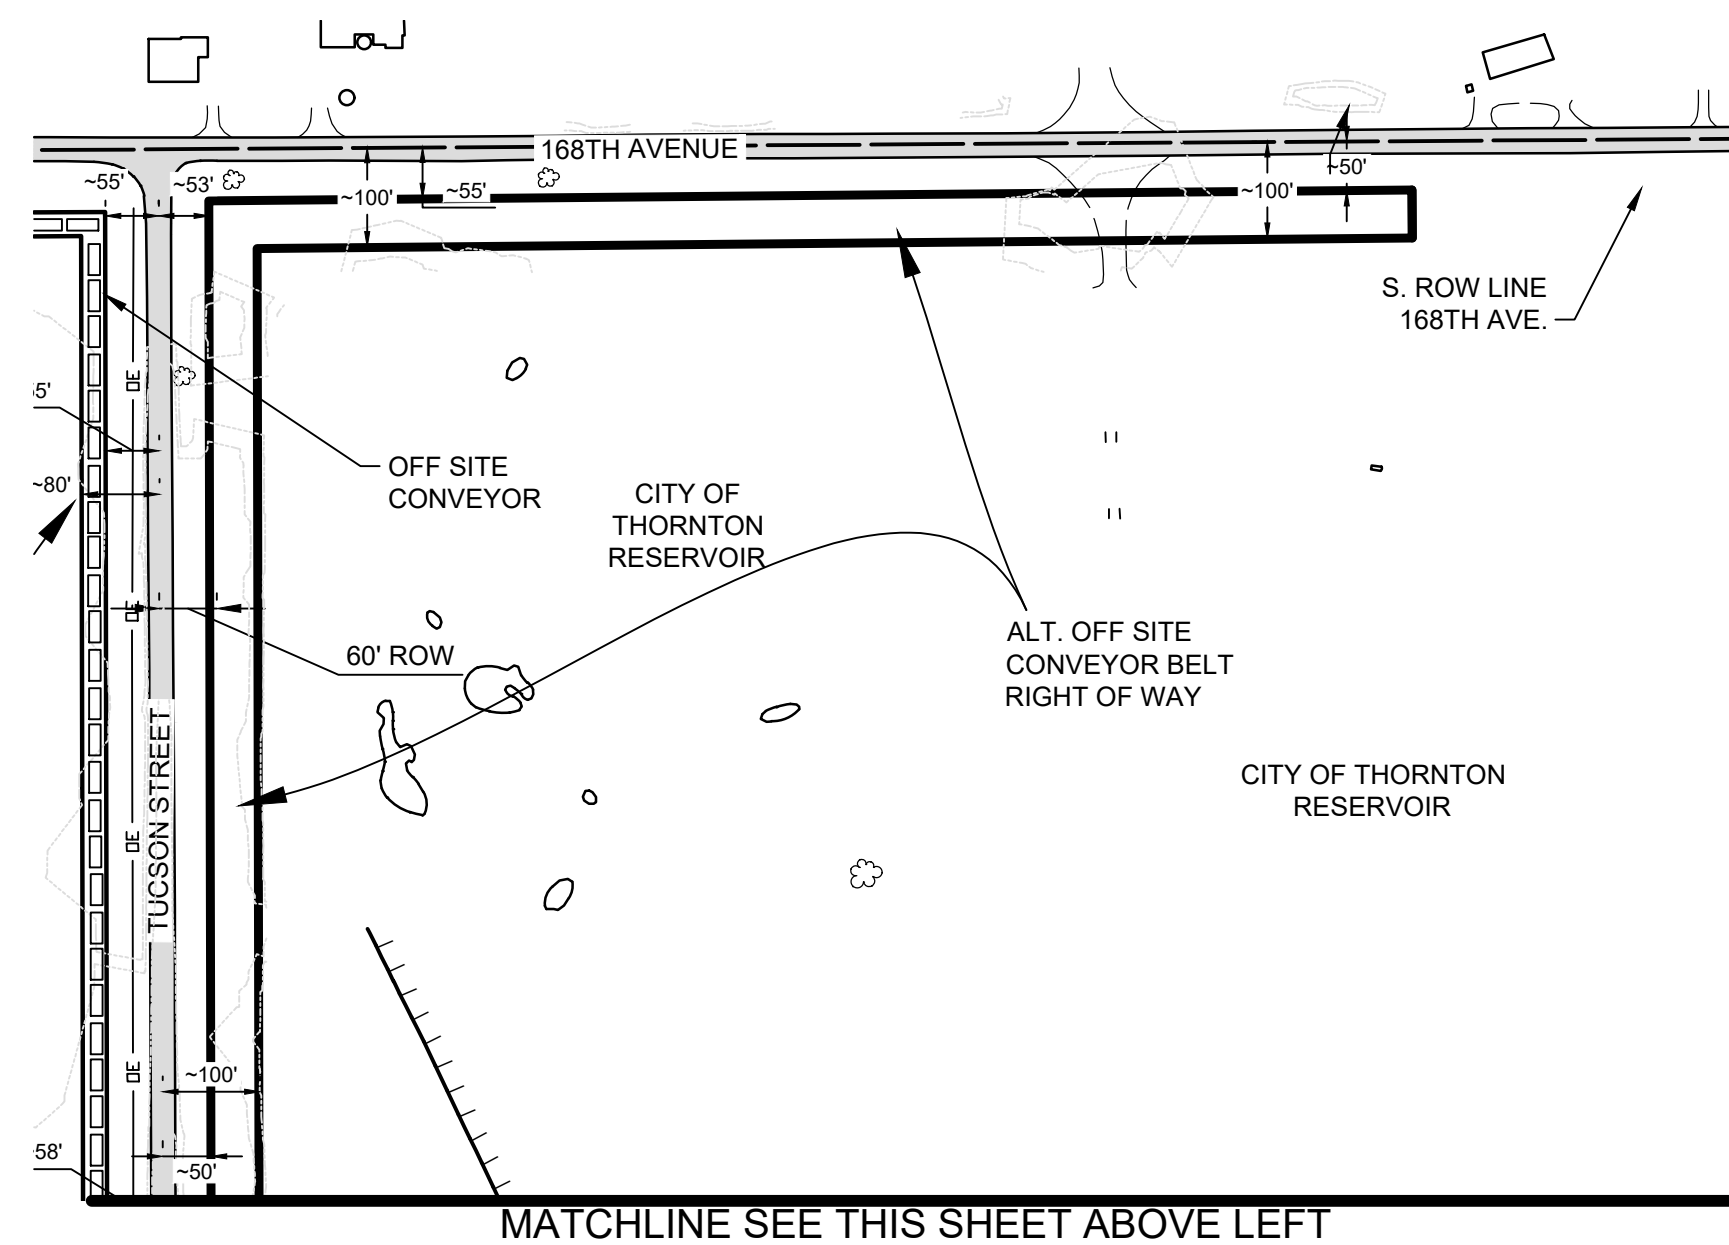 168TH AVENUE
~55'
~53'
~100'
~55'
~100'
~50'
S. ROW LINE
168TH AVE.
OE
5'
OFF SITE
CONVEYOR
~80'
CITY OF
THORNTON
RESERVOIR
OE
60' ROW
ALT. OFF SITE
CONVEYOR BELT
RIGHT OF WAY
TUCSON STREET
CITY OF THORNTON
RESERVOIR
OE
OE
~100'
58'
~50'
MATCHLINE SEE THIS SHEET ABOVE LEFT